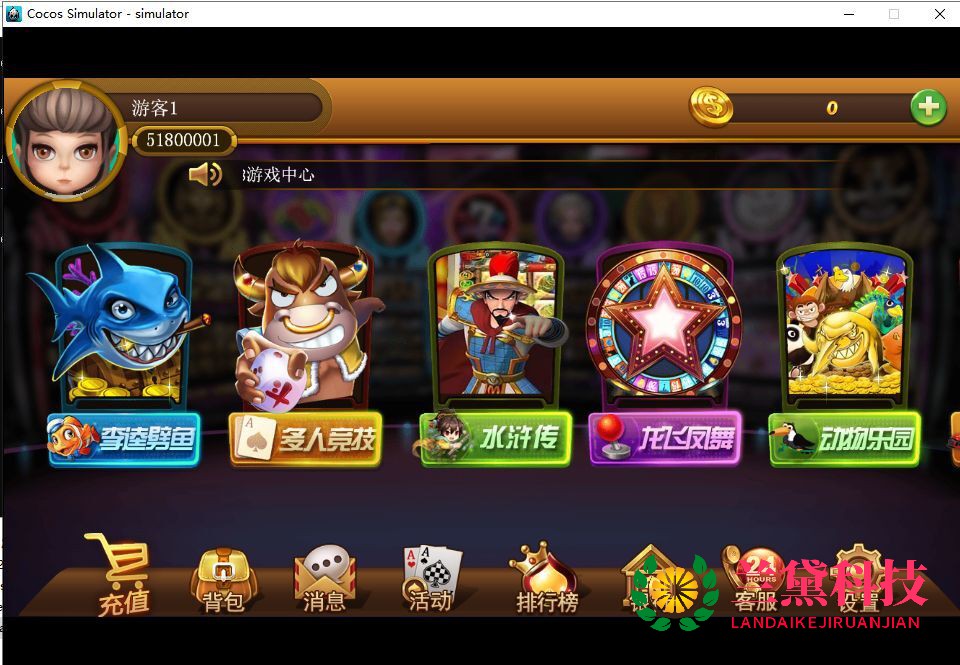 Cocos Simulator - simulator
游客1
0
51800001
游戏中心
李逵劈鱼
多人竞技
水浒传
龙飞凤舞
动物乐园
充值
背包
消息
活动
排行榜
24
HOURS
客服
设置
黛科技
LANDAIKEJIRUANJIAN